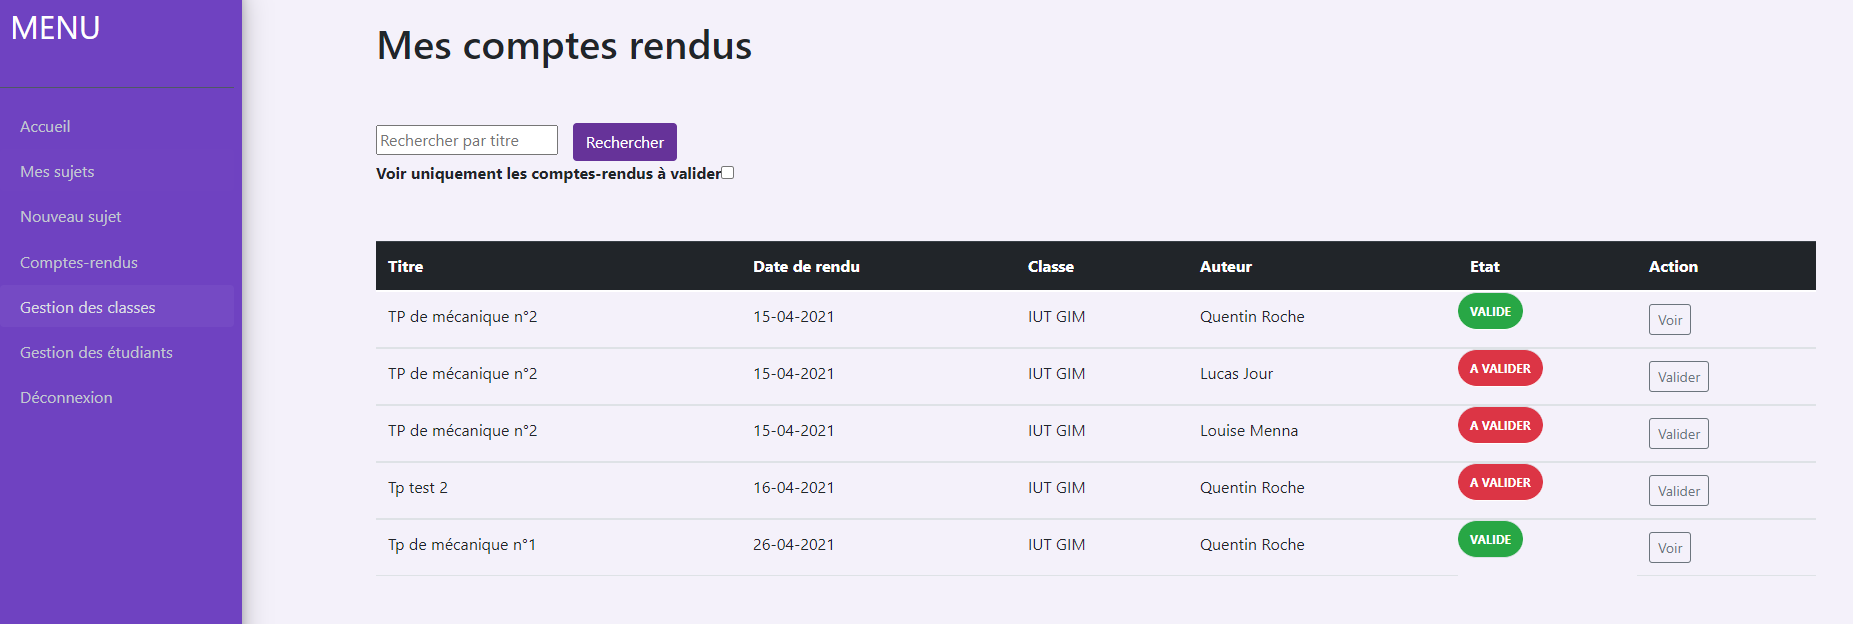 MENU
Accueil
Mes sujets
Nouveau sujet
Comptes-rendus
Gestion des classes
Gestion des étudiants
Déconnexion
Mes comptes rendus
Rechercher par titre Rechercher
Voir uniquement les comptes-rendus à valider
Titre Date de rendu Classe Auteur Etat Action
TP de mécanique n°2 15-04-2021 IUT GIM Quentin Roche VALIDE Voir
TP de mécanique n°2 15-04-2021 IUT GIM Lucas Jour A VALIDER Valider
TP de mécanique n°2 15-04-2021 IUT GIM Louise Menna A VALIDER Valider
Tp test 2 16-04-2021 IUT GIM Quentin Roche A VALIDER Valider
Tp de mécanique n°1 26-04-2021 IUT GIM Quentin Roche VALIDE Voir